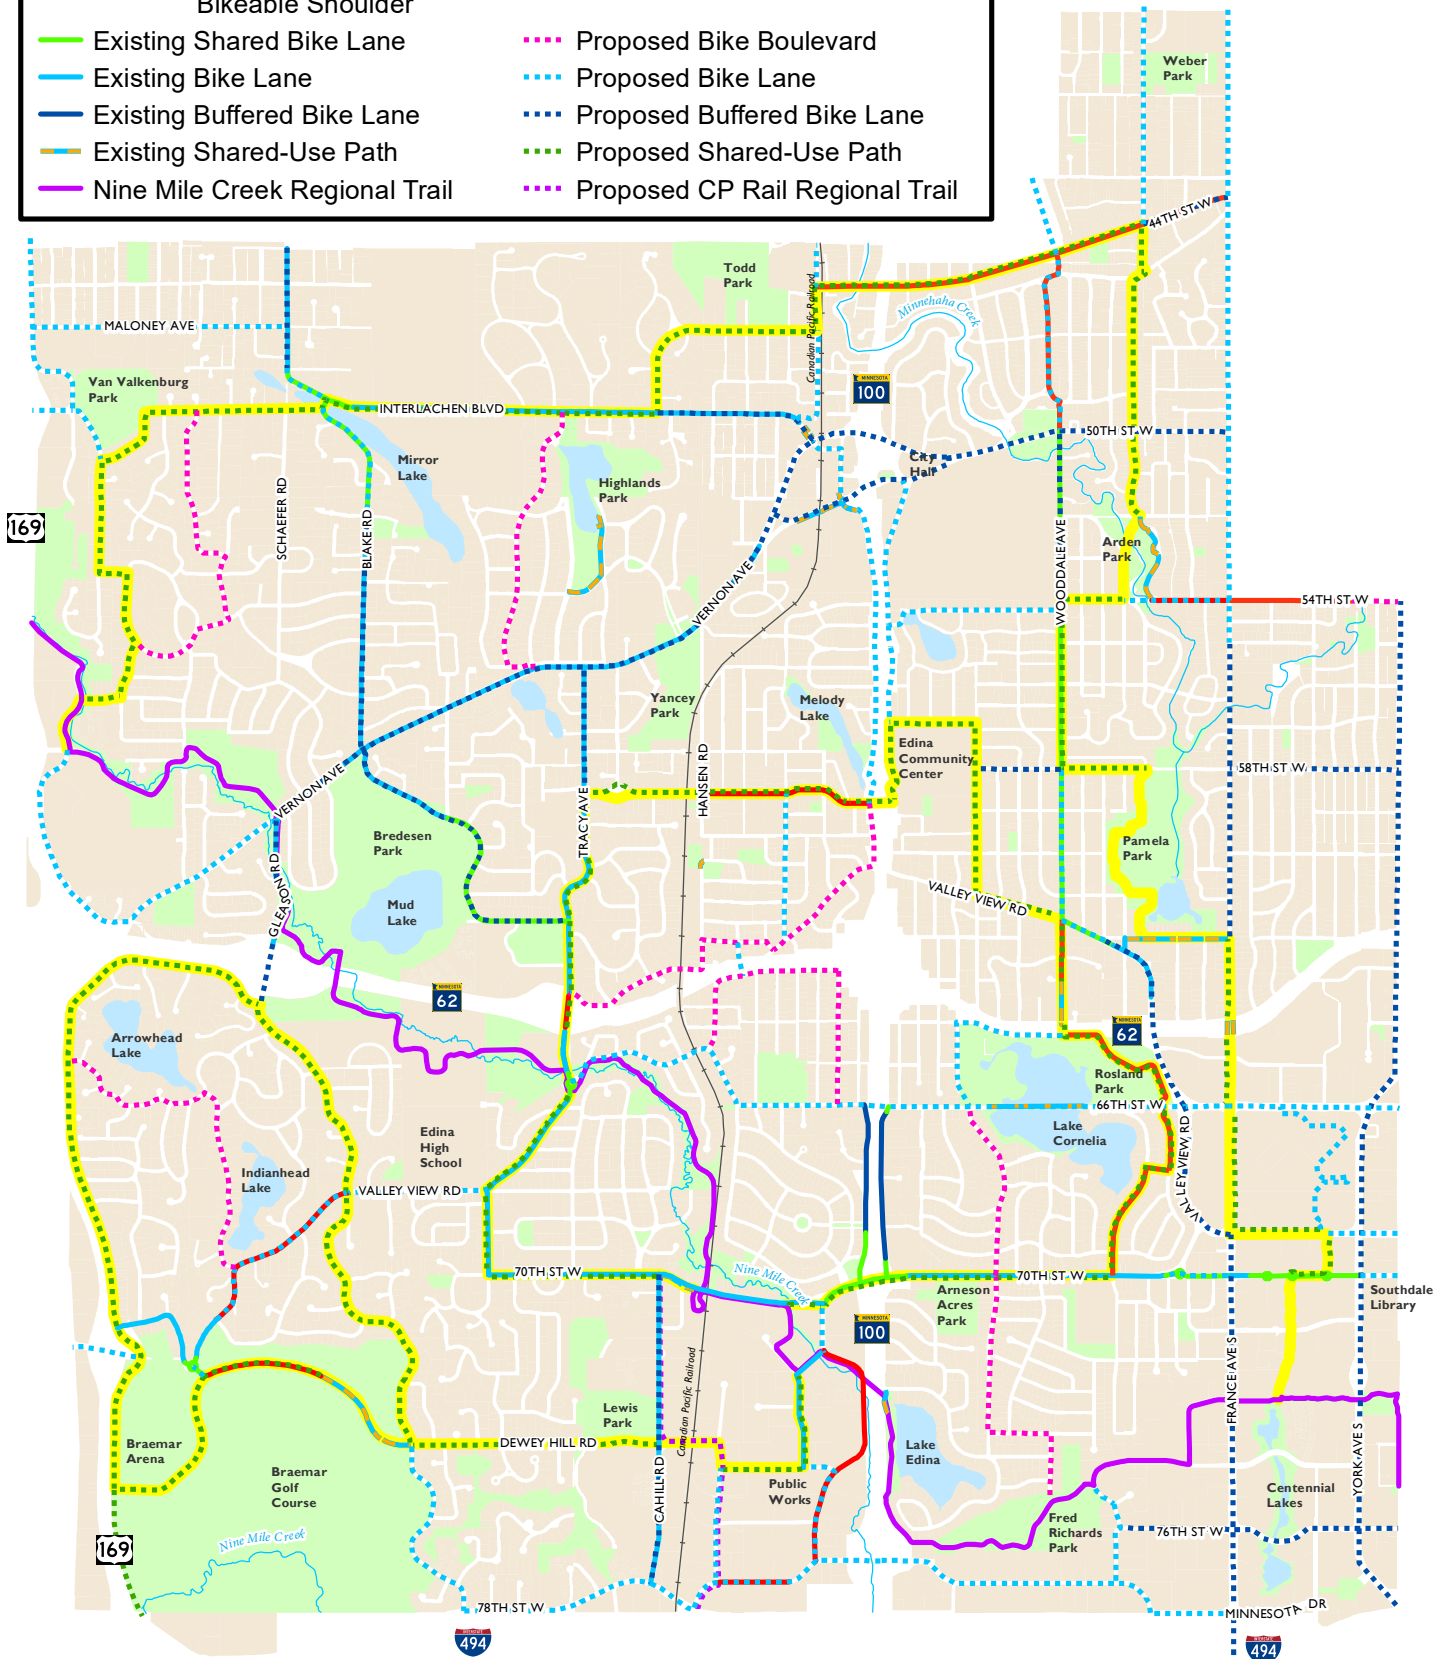 Bikeable Shoulder
Existing Shared Bike Lane
Existing Bike Lane
Existing Buffered Bike Lane
Existing Shared-Use Path
Nine Mile Creek Regional Trail
Proposed Bike Boulevard
Proposed Bike Lane
Proposed Buffered Bike Lane
Proposed Shared-Use Path
Proposed CP Rail Regional Trail
Weber
Park
44TH ST W
Todd
Park
Canadian Pacific Railroad
Minnehaha Creek
MALONEY AVE
Van Valkenburg
Park
MINNESOTA
100
INTERLACHEN BLVD
50TH ST W
City
Hall
Mirror
Lake
Highlands
Park
SCHAEFER RD
BLAKE RD
169
WOODDALE AVE
Arden
Park
VERNON AVE
54TH ST W
Yancey
Park
Melody
Lake
HANSEN RD
Edina
Community
Center
58TH ST W
VERNON AVE
TRACY AVE
Bredesen
Park
Pamela
Park
GLEASON RD
Mud
Lake
VALLEY VIEW RD
MINNESOTA
62
MINNESOTA
62
Arrowhead
Lake
Rosland
Park
66TH ST W
Lake
Cornelia
Edina
High
School
Indianhead
Lake
VALLEY VIEW RD
VALLEY VIEW RD
70TH ST W
Nine Mile Creek
70TH ST W
Arneson
Acres
Park
Southdale
Library
MINNESOTA
100
Canadian Pacific Railroad
FRANCE AVE S
Lewis
Park
DEWEY HILL RD
Braemar
Arena
Braemar
Golf
Course
CAHILL RD
Public
Works
Lake
Edina
YORK AVE S
Centennial
Lakes
Fred
Richards
Park
76TH ST W
169
Nine Mile Creek
78TH ST W
MINNESOTA DR
INTERSTATE
494
INTERSTATE
494